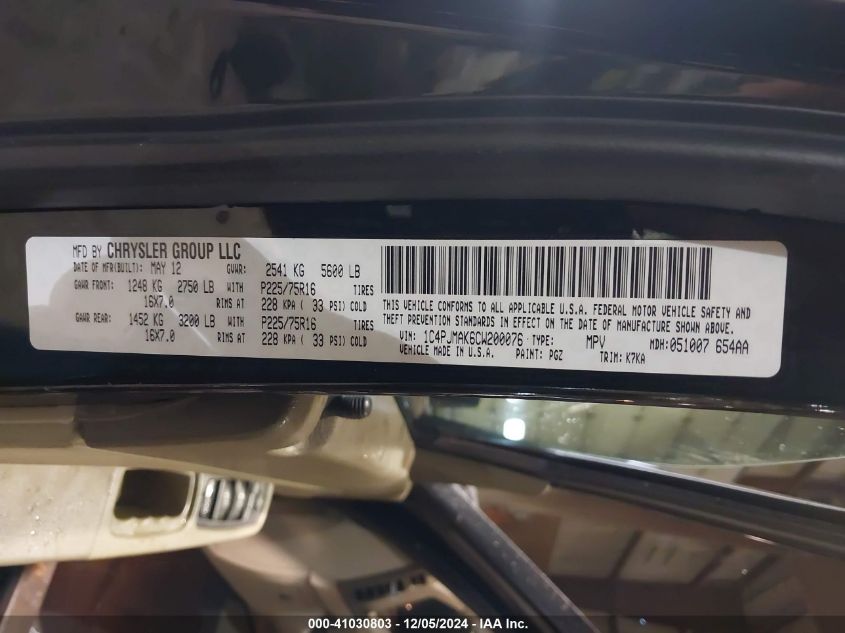 MFD BY CHRYSLER GROUP LLC
DATE OF MFR(BUILT): MAY 12 GVWR: 2541 KG 5600 LB
GAWR FRONT: 1248 KG 2750 LB WITH P225/75R16 TIRES
16X7.0 RIMS AT 228 KPA ( 33 PSI) COLD
GAWR REAR: 1452 KG 3200 LB WITH P225/75R16 TIRES
16X7.0 RIMS AT 228 KPA ( 33 PSI) COLD
THIS VEHICLE CONFORMS TO ALL APPLICABLE U.S.A. FEDERAL MOTOR VEHICLE SAFETY AND
THEFT PREVENTION STANDARDS IN EFFECT ON THE DATE OF MANUFACTURE SHOWN ABOVE.
VIN: 1C4PJMAK6CW200076 TYPE: MPV MDH: 051007 654AA
VEHICLE MADE IN U.S.A. PAINT: PGZ TRIM: K7KA
000-41030803 - 12/05/2024 - IAA Inc.